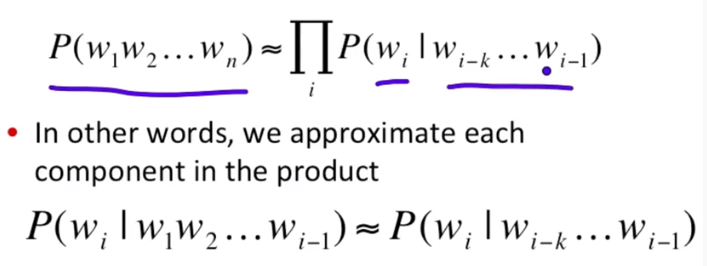 P(w₁w₂…wₙ) ≈ ∏ᵢ P(wᵢ | wᵢ₋ₖ…wᵢ₋₁)
• In other words, we approximate each
component in the product
P(wᵢ | w₁w₂…wᵢ₋₁) ≈ P(wᵢ | wᵢ₋ₖ…wᵢ₋₁)